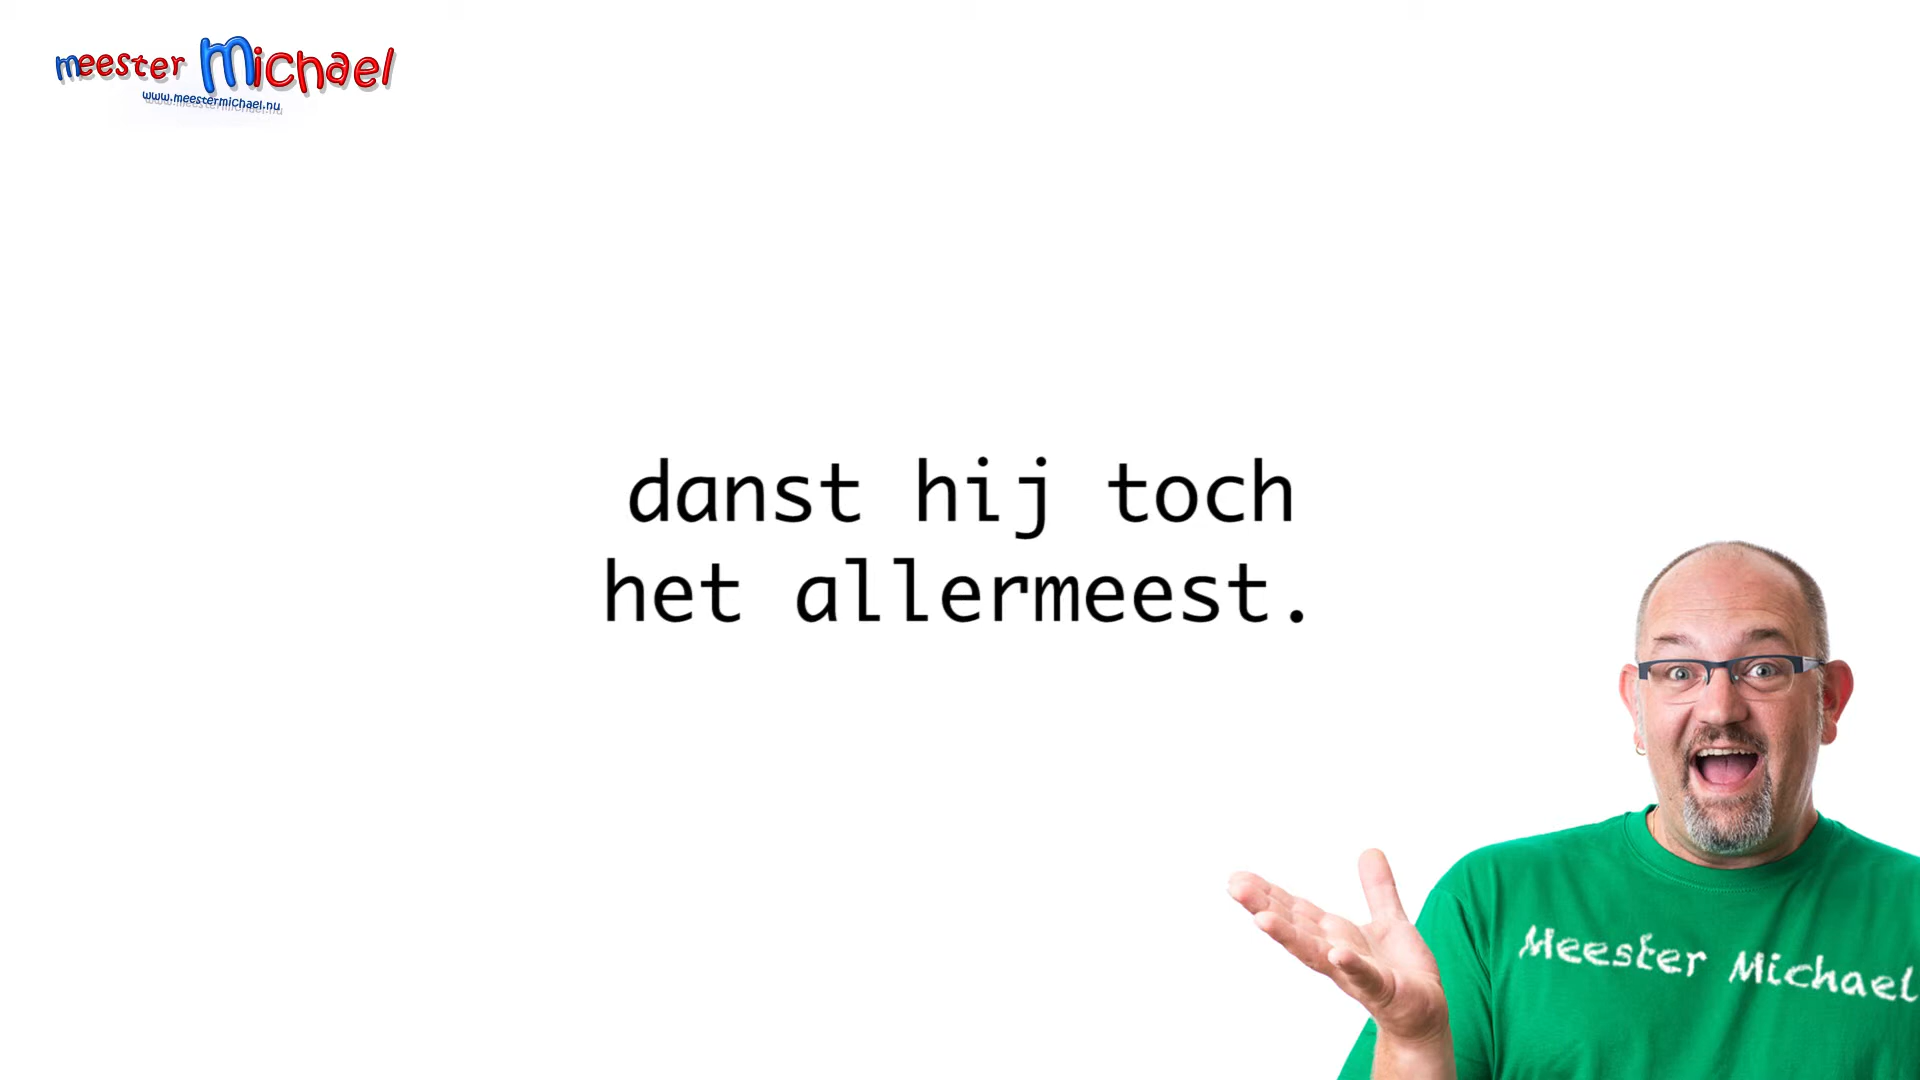 meester Michael
www.meestermichael.nu
danst hij toch
het allermeest.
Meester Michael